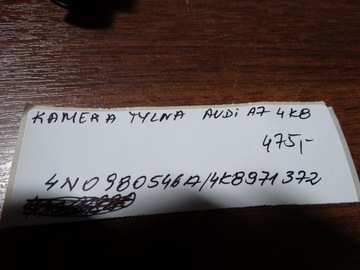 KAMERA TYLNA AUDi A7 4K8
475,-
4N0980546A/4K8971372